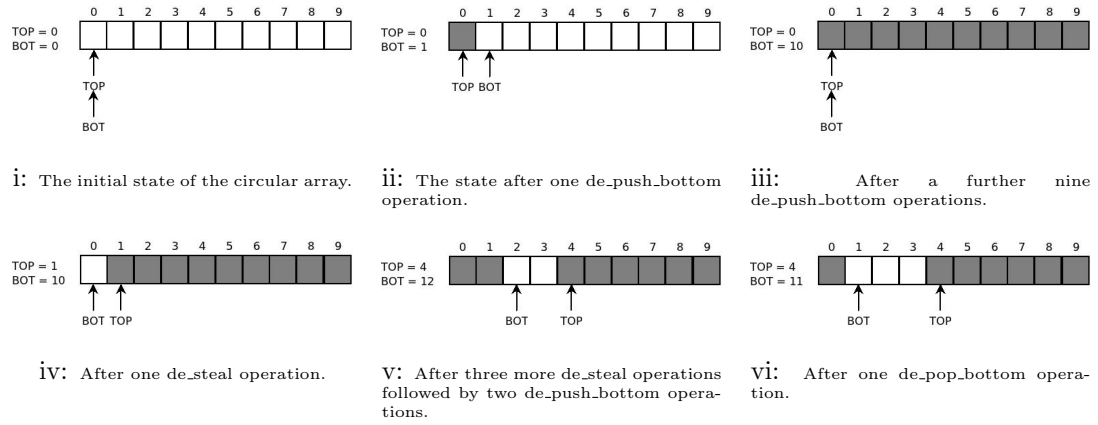 0 1 2 3 4 5 6 7 8 9
TOP = 0
BOT = 0
TOP
BOT
i: The initial state of the circular array.
0 1 2 3 4 5 6 7 8 9
TOP = 0
BOT = 1
TOP BOT
ii: The state after one de_push_bottom
operation.
0 1 2 3 4 5 6 7 8 9
TOP = 0
BOT = 10
TOP
BOT
iii: After a further nine
de_push_bottom operations.
0 1 2 3 4 5 6 7 8 9
TOP = 1
BOT = 10
BOT TOP
iv: After one de_steal operation.
0 1 2 3 4 5 6 7 8 9
TOP = 4
BOT = 12
BOT TOP
v: After three more de_steal operations
followed by two de_push_bottom opera-
tions.
0 1 2 3 4 5 6 7 8 9
TOP = 4
BOT = 11
BOT TOP
vi: After one de_pop_bottom opera-
tion.